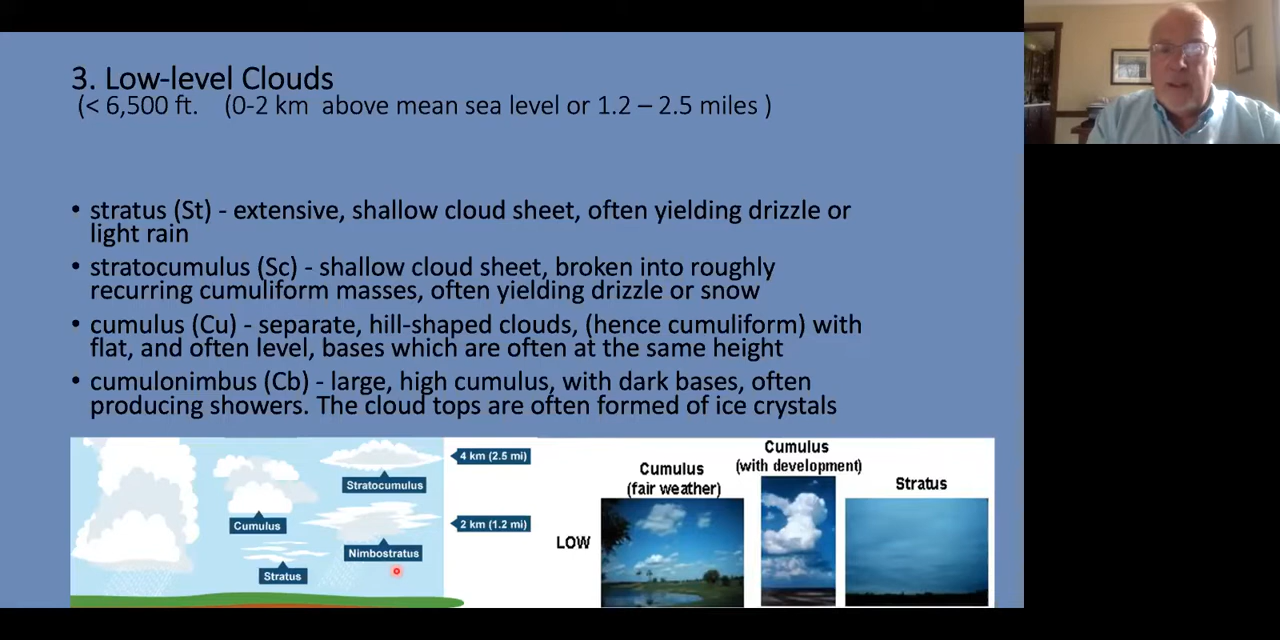 3. Low-level Clouds
(< 6,500 ft. (0-2 km above mean sea level or 1.2 – 2.5 miles )
• stratus (St) - extensive, shallow cloud sheet, often yielding drizzle or
light rain
• stratocumulus (Sc) - shallow cloud sheet, broken into roughly
recurring cumuliform masses, often yielding drizzle or snow
• cumulus (Cu) - separate, hill-shaped clouds, (hence cumuliform) with
flat, and often level, bases which are often at the same height
• cumulonimbus (Cb) - large, high cumulus, with dark bases, often
producing showers. The cloud tops are often formed of ice crystals
4 km (2.5 mi)
Stratocumulus
Cumulus
2 km (1.2 mi)
Nimbostratus
Stratus
LOW
Cumulus
(fair weather)
Cumulus
(with development)
Stratus